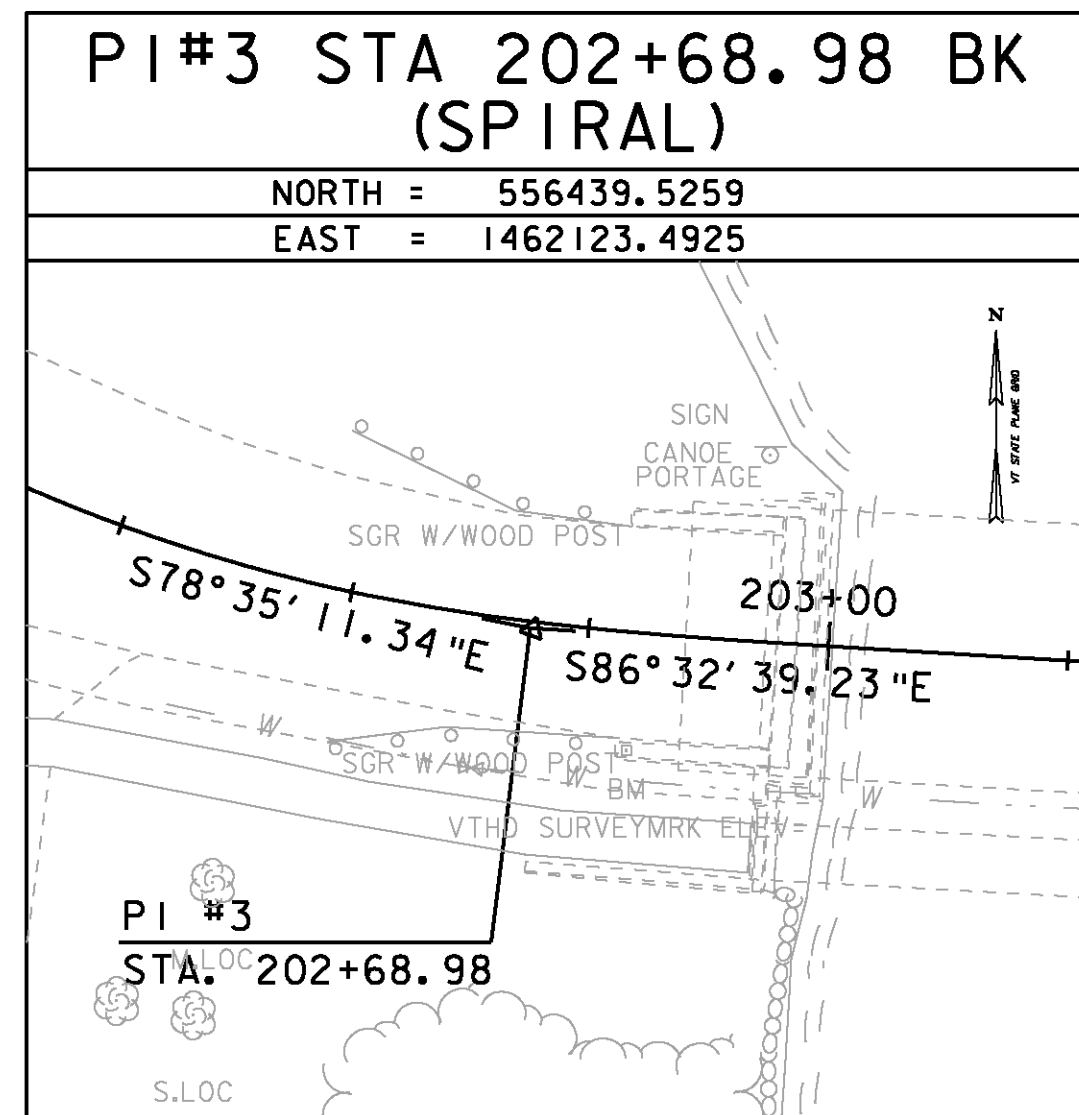 PI#3 STA 202+68.98 BK
(SPIRAL)
NORTH = 556439.5259
EAST = 1462123.4925
N
VT STATE PLANE GRID
SIGN
CANOE
PORTAGE
SGR W/WOOD POST
S78°35'11.34"E
203+00
S86°32'39.23"E
W
SGR W/WOOD POST
W
BM
W
VTHD SURVEYMRK ELEV=
PI #3
STA. 202+68.98
M.LOC
S.LOC